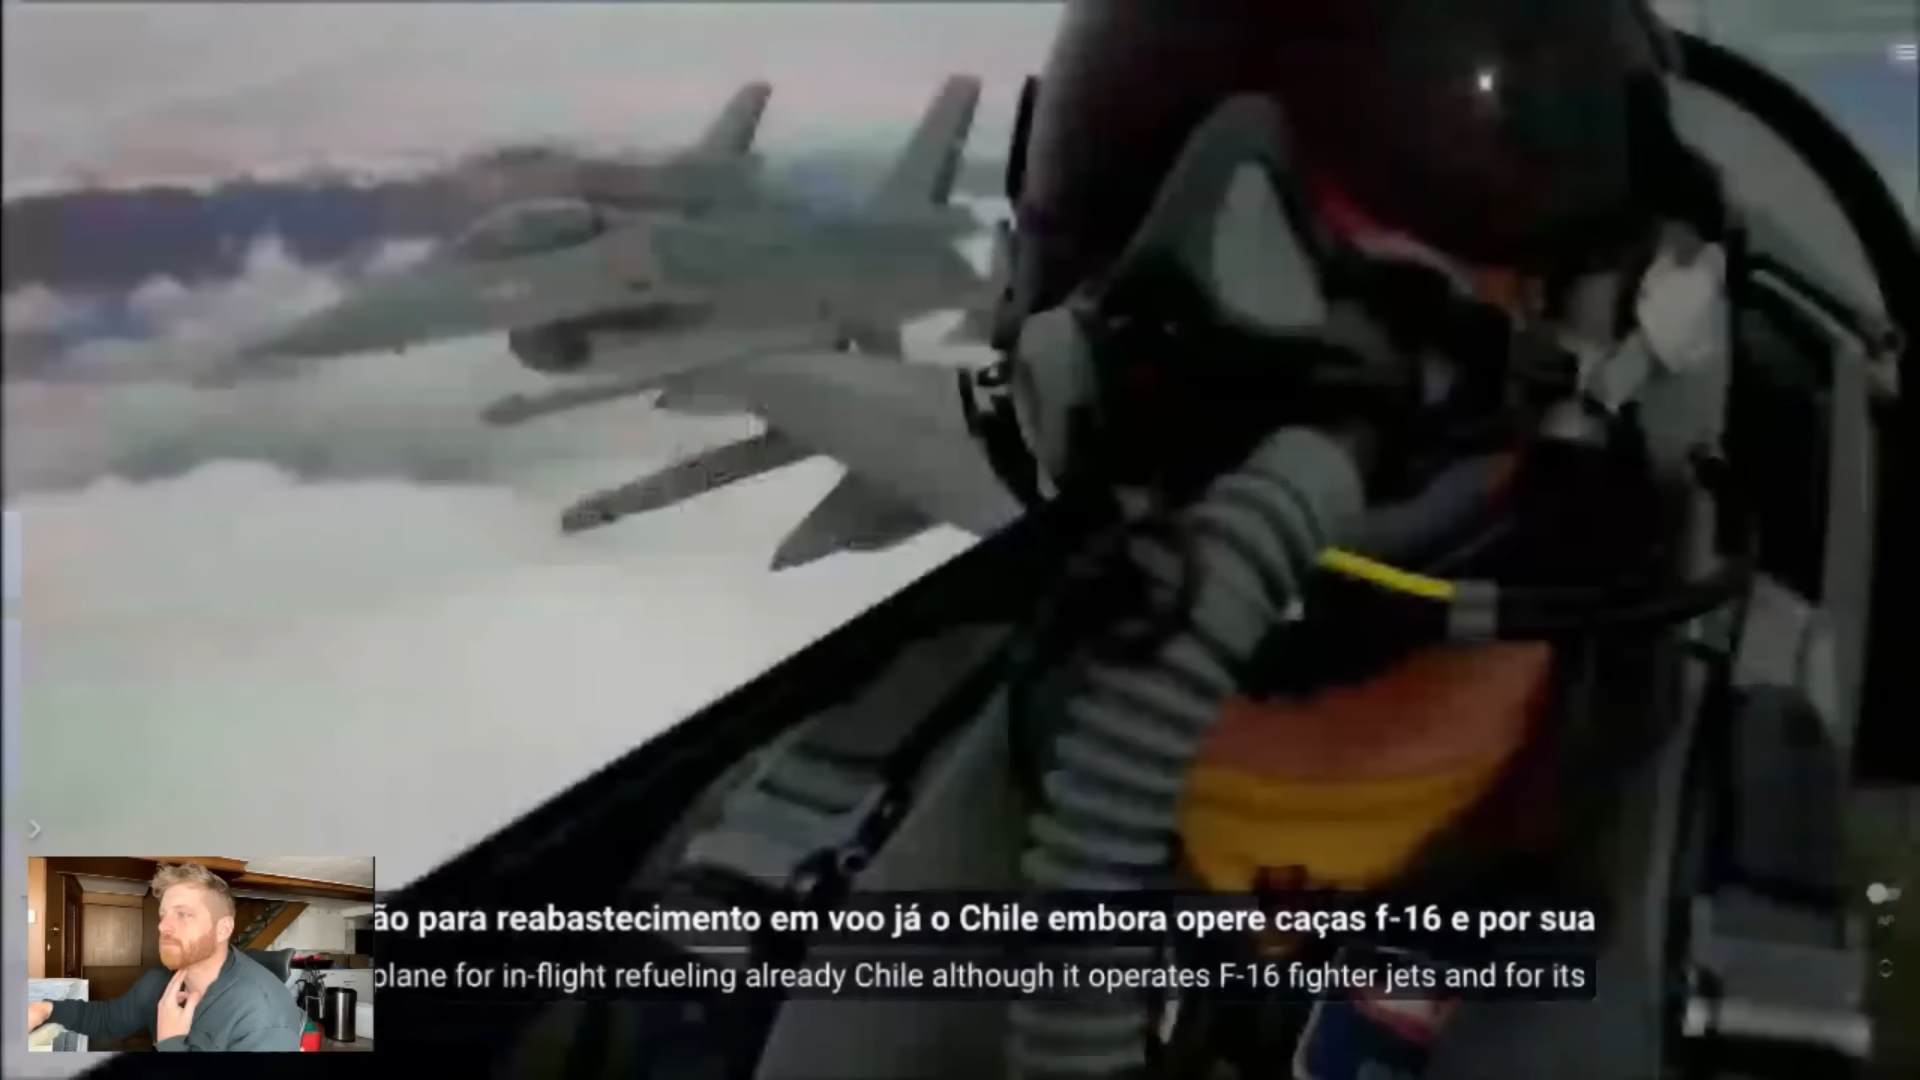 ão para reabastecimento em voo já o Chile embora opere caças f-16 e por sua
plane for in-flight refueling already Chile although it operates F-16 fighter jets and for its